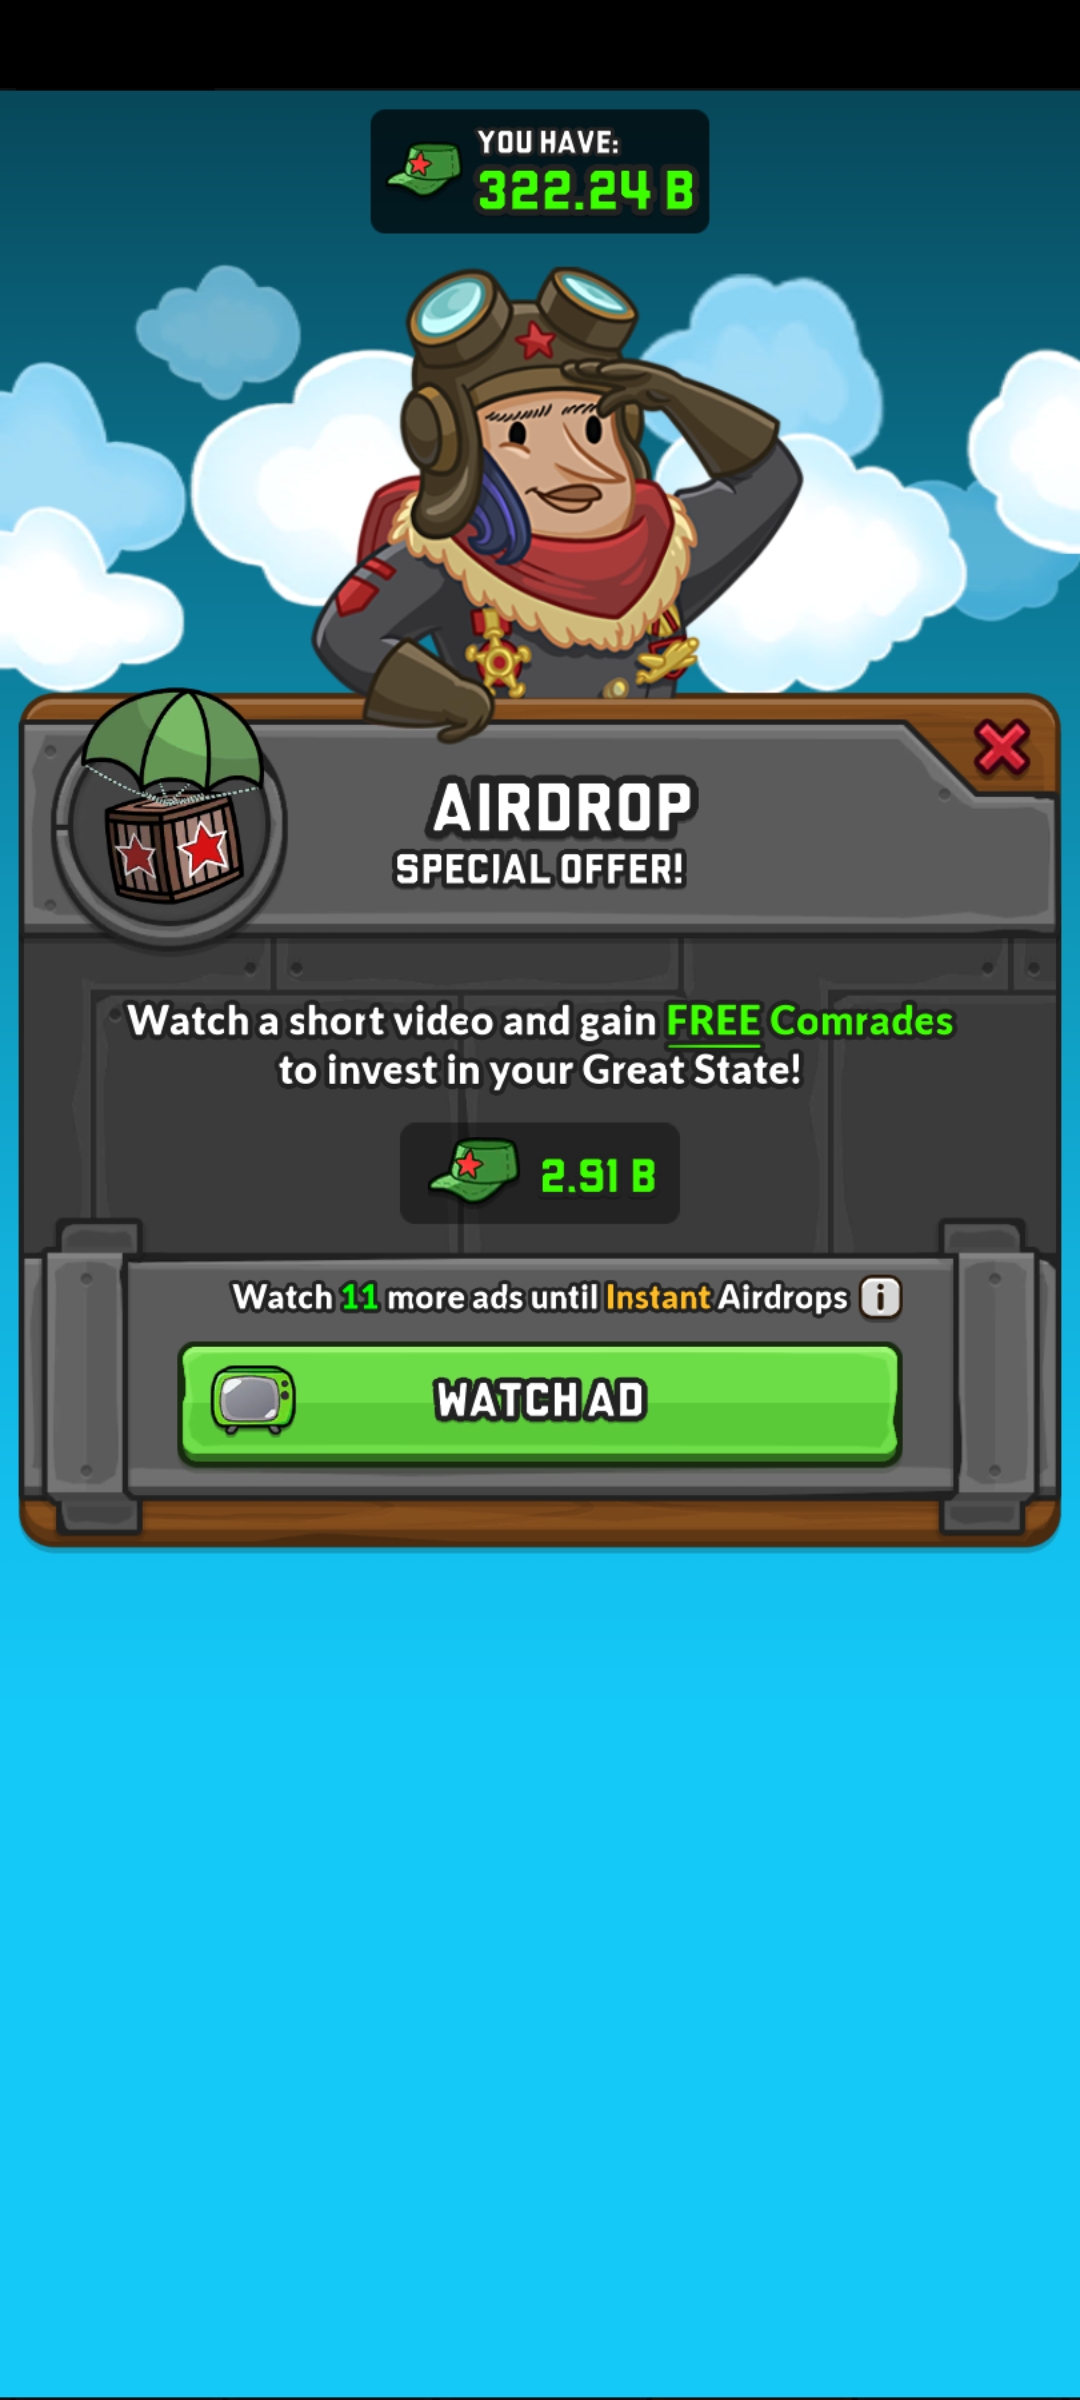 YOU HAVE:
322.24 B
AIRDROP
SPECIAL OFFER!
Watch a short video and gain FREE Comrades
to invest in your Great State!
2.91 B
Watch 11 more ads until Instant Airdrops i
WATCH AD